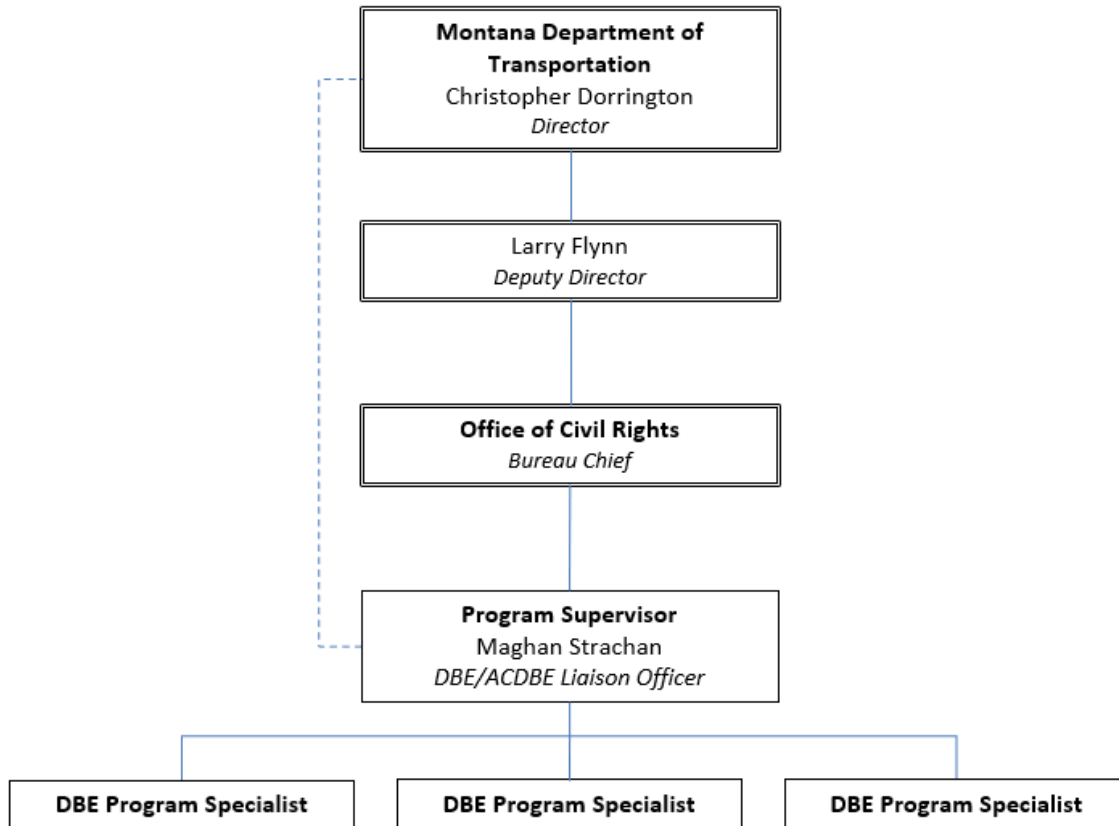 Montana Department of
Transportation
Christopher Dorrington
Director
Larry Flynn
Deputy Director
Office of Civil Rights
Bureau Chief
Program Supervisor
Maghan Strachan
DBE/ACDBE Liaison Officer
DBE Program Specialist
DBE Program Specialist
DBE Program Specialist